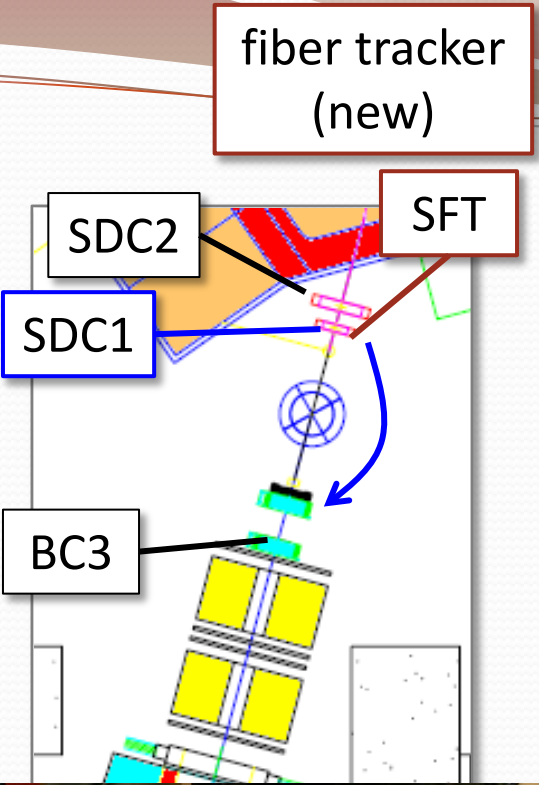 fiber tracker
(new)
SDC2
SFT
SDC1
BC3